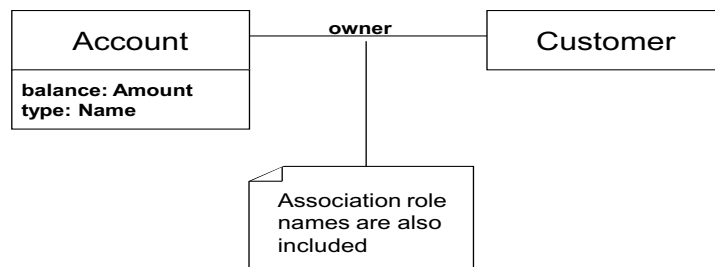 Account
owner
Customer
balance: Amount
type: Name
Association role
names are also
included